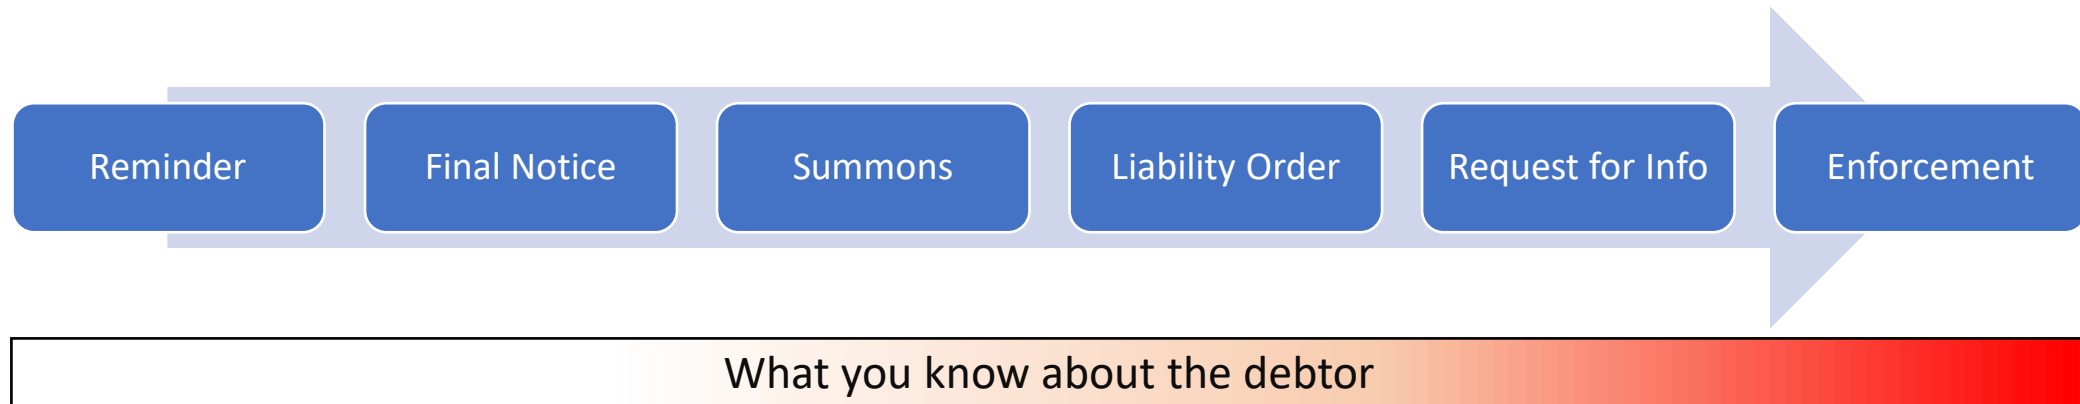 Reminder
Final Notice
Summons
Liability Order
Request for Info
Enforcement
What you know about the debtor